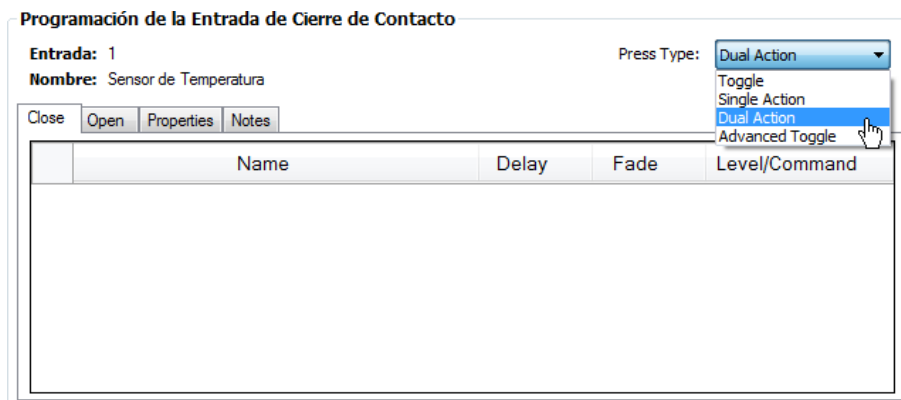 Programación de la Entrada de Cierre de Contacto
Entrada: 1
Press Type: Dual Action
Nombre: Sensor de Temperatura
Toggle
Single Action
Dual Action
Advanced Toggle
Close Open Properties Notes
Name Delay Fade Level/Command